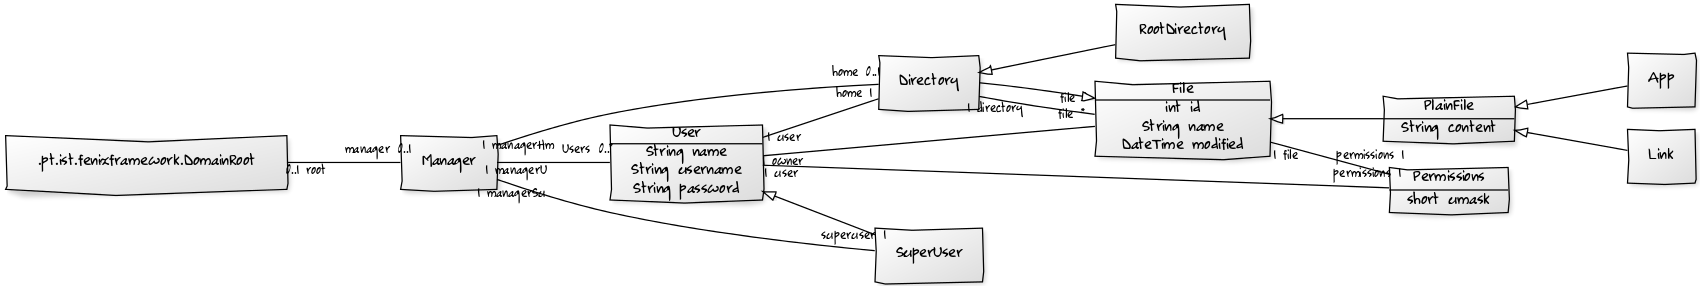 RootDirectory
home 0..1
Directory
home 1
1 directory
file
file *
File
int id
String name
DateTime modified
App
PlainFile
String content
Link
.pt.ist.fenixframework.DomainRoot
0..1 root
manager 0..1
Manager
1 managerHm
1 managerU
1 managerSu
Users 0..
User
String name
String username
String password
1 user
owner
1 user
1 file
permissions 1
permissions 1
Permissions
short umask
superuser 1
SuperUser